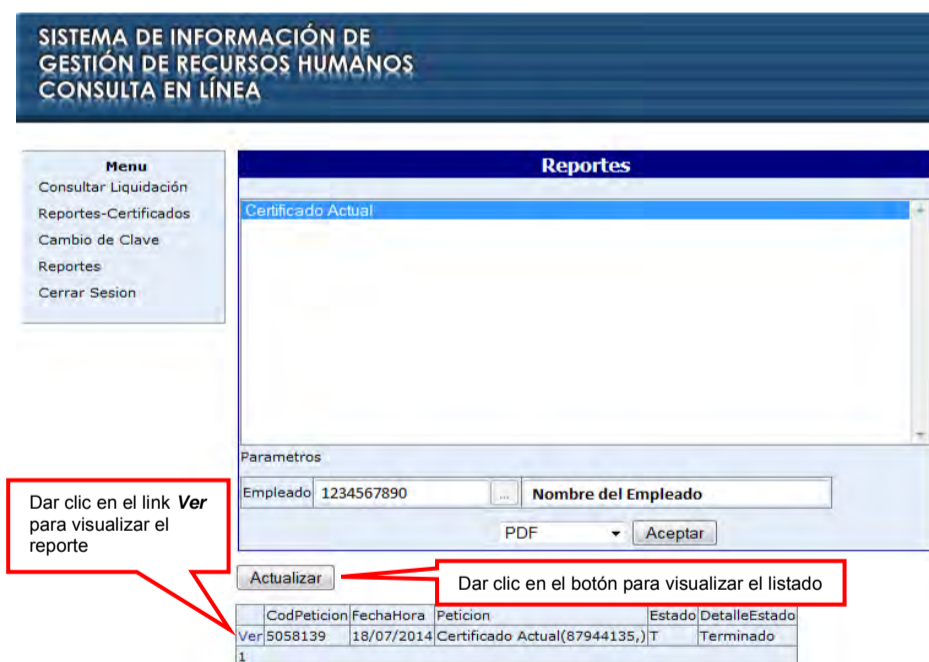 SISTEMA DE INFORMACIÓN DE
GESTIÓN DE RECURSOS HUMANOS
CONSULTA EN LÍNEA
Menu
Consultar Liquidación
Reportes-Certificados
Cambio de Clave
Reportes
Cerrar Sesion
Reportes
Certificado Actual
Parametros
Empleado 1234567890 ... Nombre del Empleado
PDF Aceptar
Dar clic en el link Ver
para visualizar el
reporte
Actualizar
Dar clic en el botón para visualizar el listado
CodPeticion FechaHora Peticion Estado DetalleEstado
Ver 5058139 18/07/2014 Certificado Actual(87944135,) T Terminado
1